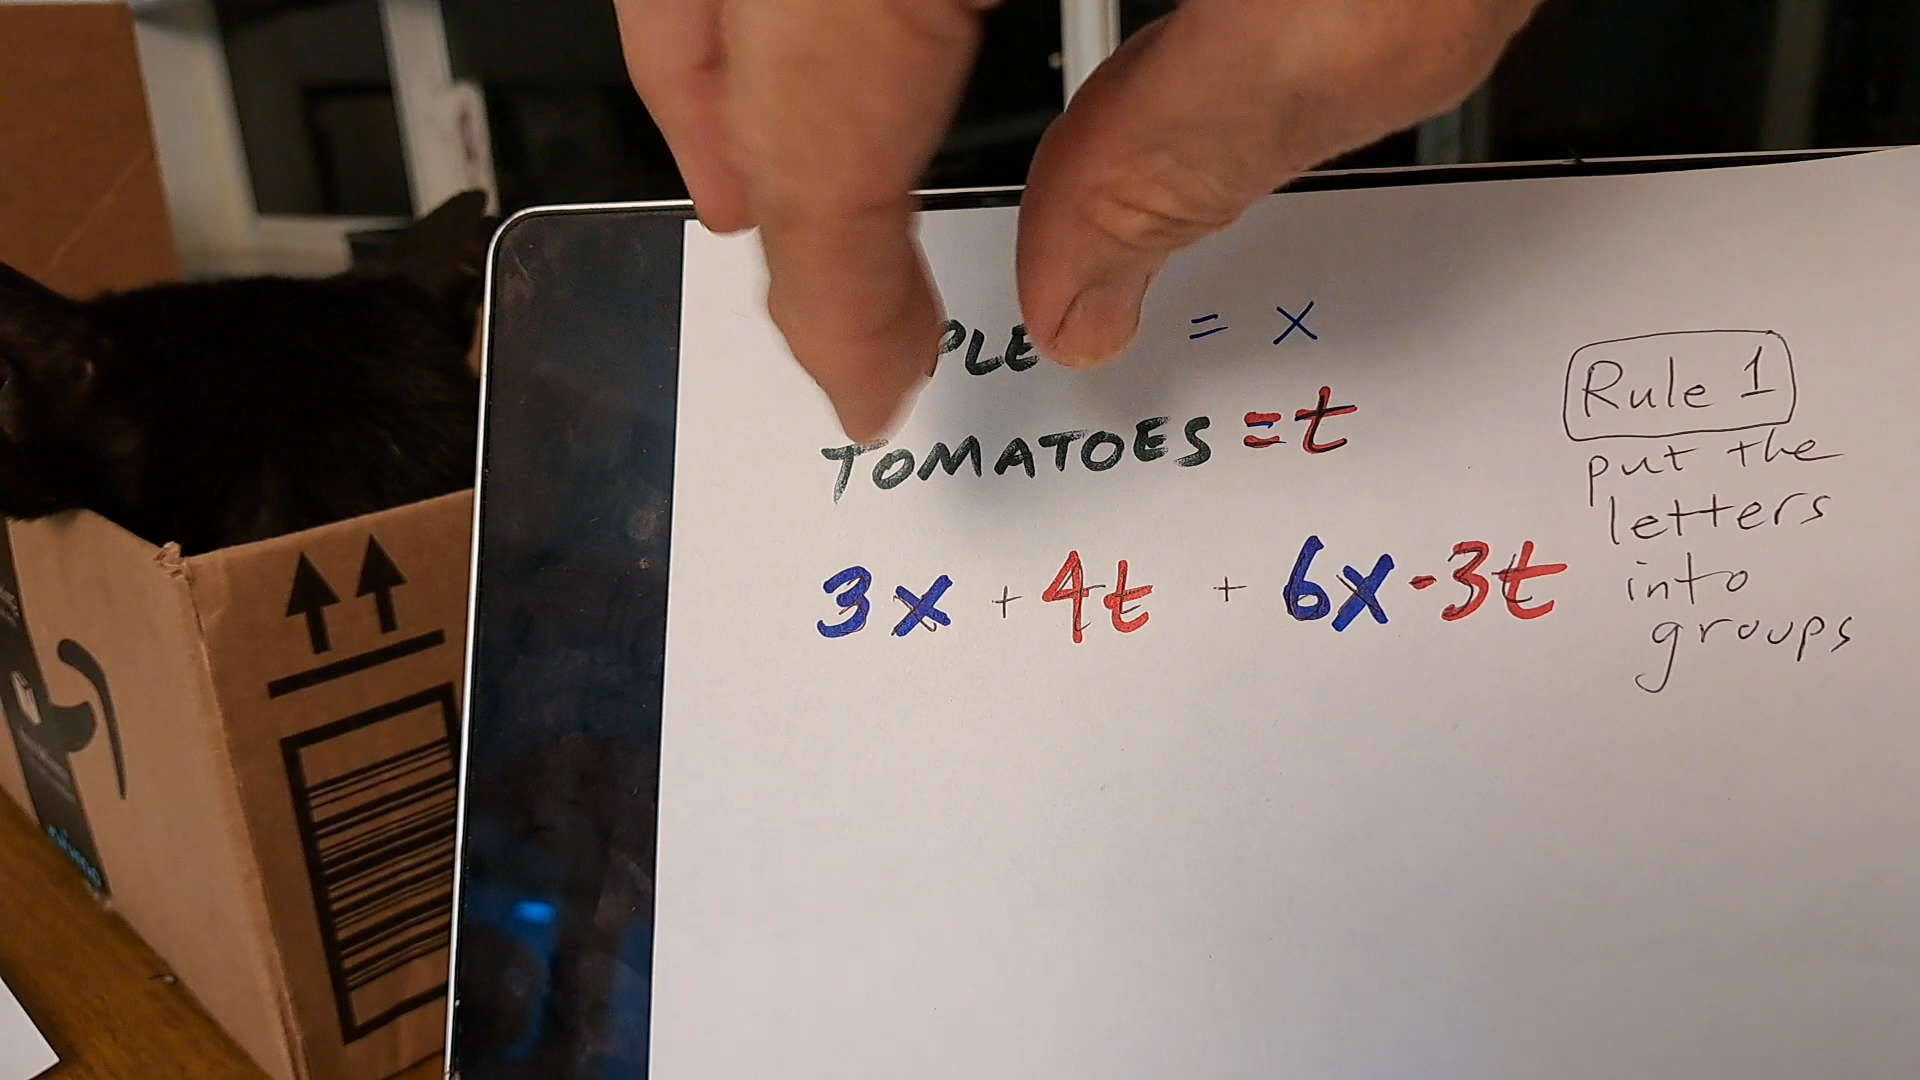 PLE = x
TOMATOES = t
3x + 4t + 6x - 3t
Rule 1
put the
letters
into
groups